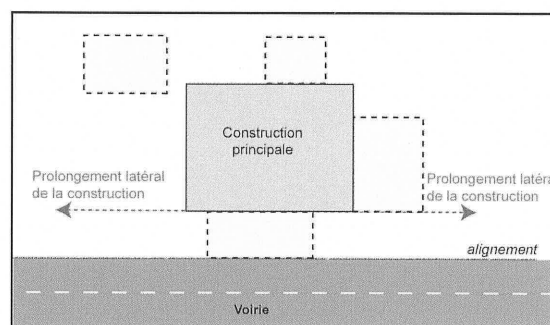 Construction
principale
Prolongement latéral
de la construction
Prolongement latéral
de la construction
alignement
Voirie